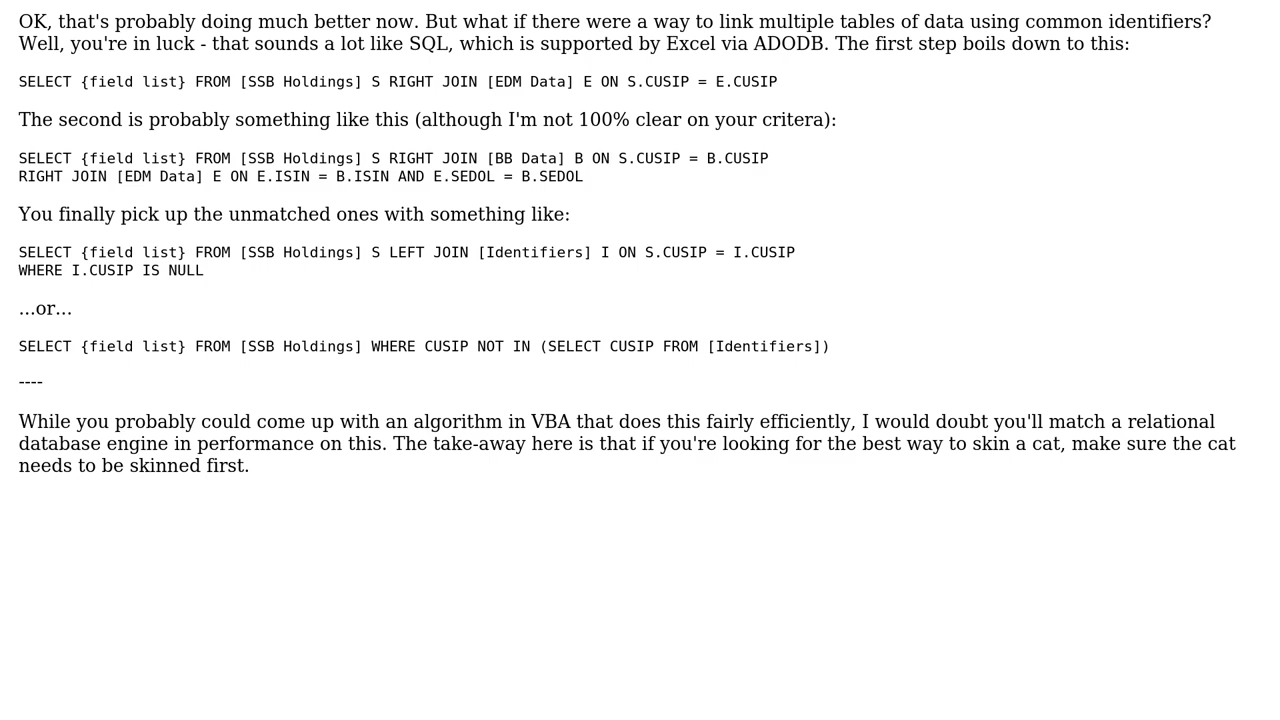 OK, that's probably doing much better now. But what if there were a way to link multiple tables of data using common identifiers?
Well, you're in luck - that sounds a lot like SQL, which is supported by Excel via ADODB. The first step boils down to this:
SELECT {field list} FROM [SSB Holdings] S RIGHT JOIN [EDM Data] E ON S.CUSIP = E.CUSIP
The second is probably something like this (although I'm not 100% clear on your critera):
SELECT {field list} FROM [SSB Holdings] S RIGHT JOIN [BB Data] B ON S.CUSIP = B.CUSIP
RIGHT JOIN [EDM Data] E ON E.ISIN = B.ISIN AND E.SEDOL = B.SEDOL
You finally pick up the unmatched ones with something like:
SELECT {field list} FROM [SSB Holdings] S LEFT JOIN [Identifiers] I ON S.CUSIP = I.CUSIP
WHERE I.CUSIP IS NULL
...or...
SELECT {field list} FROM [SSB Holdings] WHERE CUSIP NOT IN (SELECT CUSIP FROM [Identifiers])
----
While you probably could come up with an algorithm in VBA that does this fairly efficiently, I would doubt you'll match a relational
database engine in performance on this. The take-away here is that if you're looking for the best way to skin a cat, make sure the cat
needs to be skinned first.